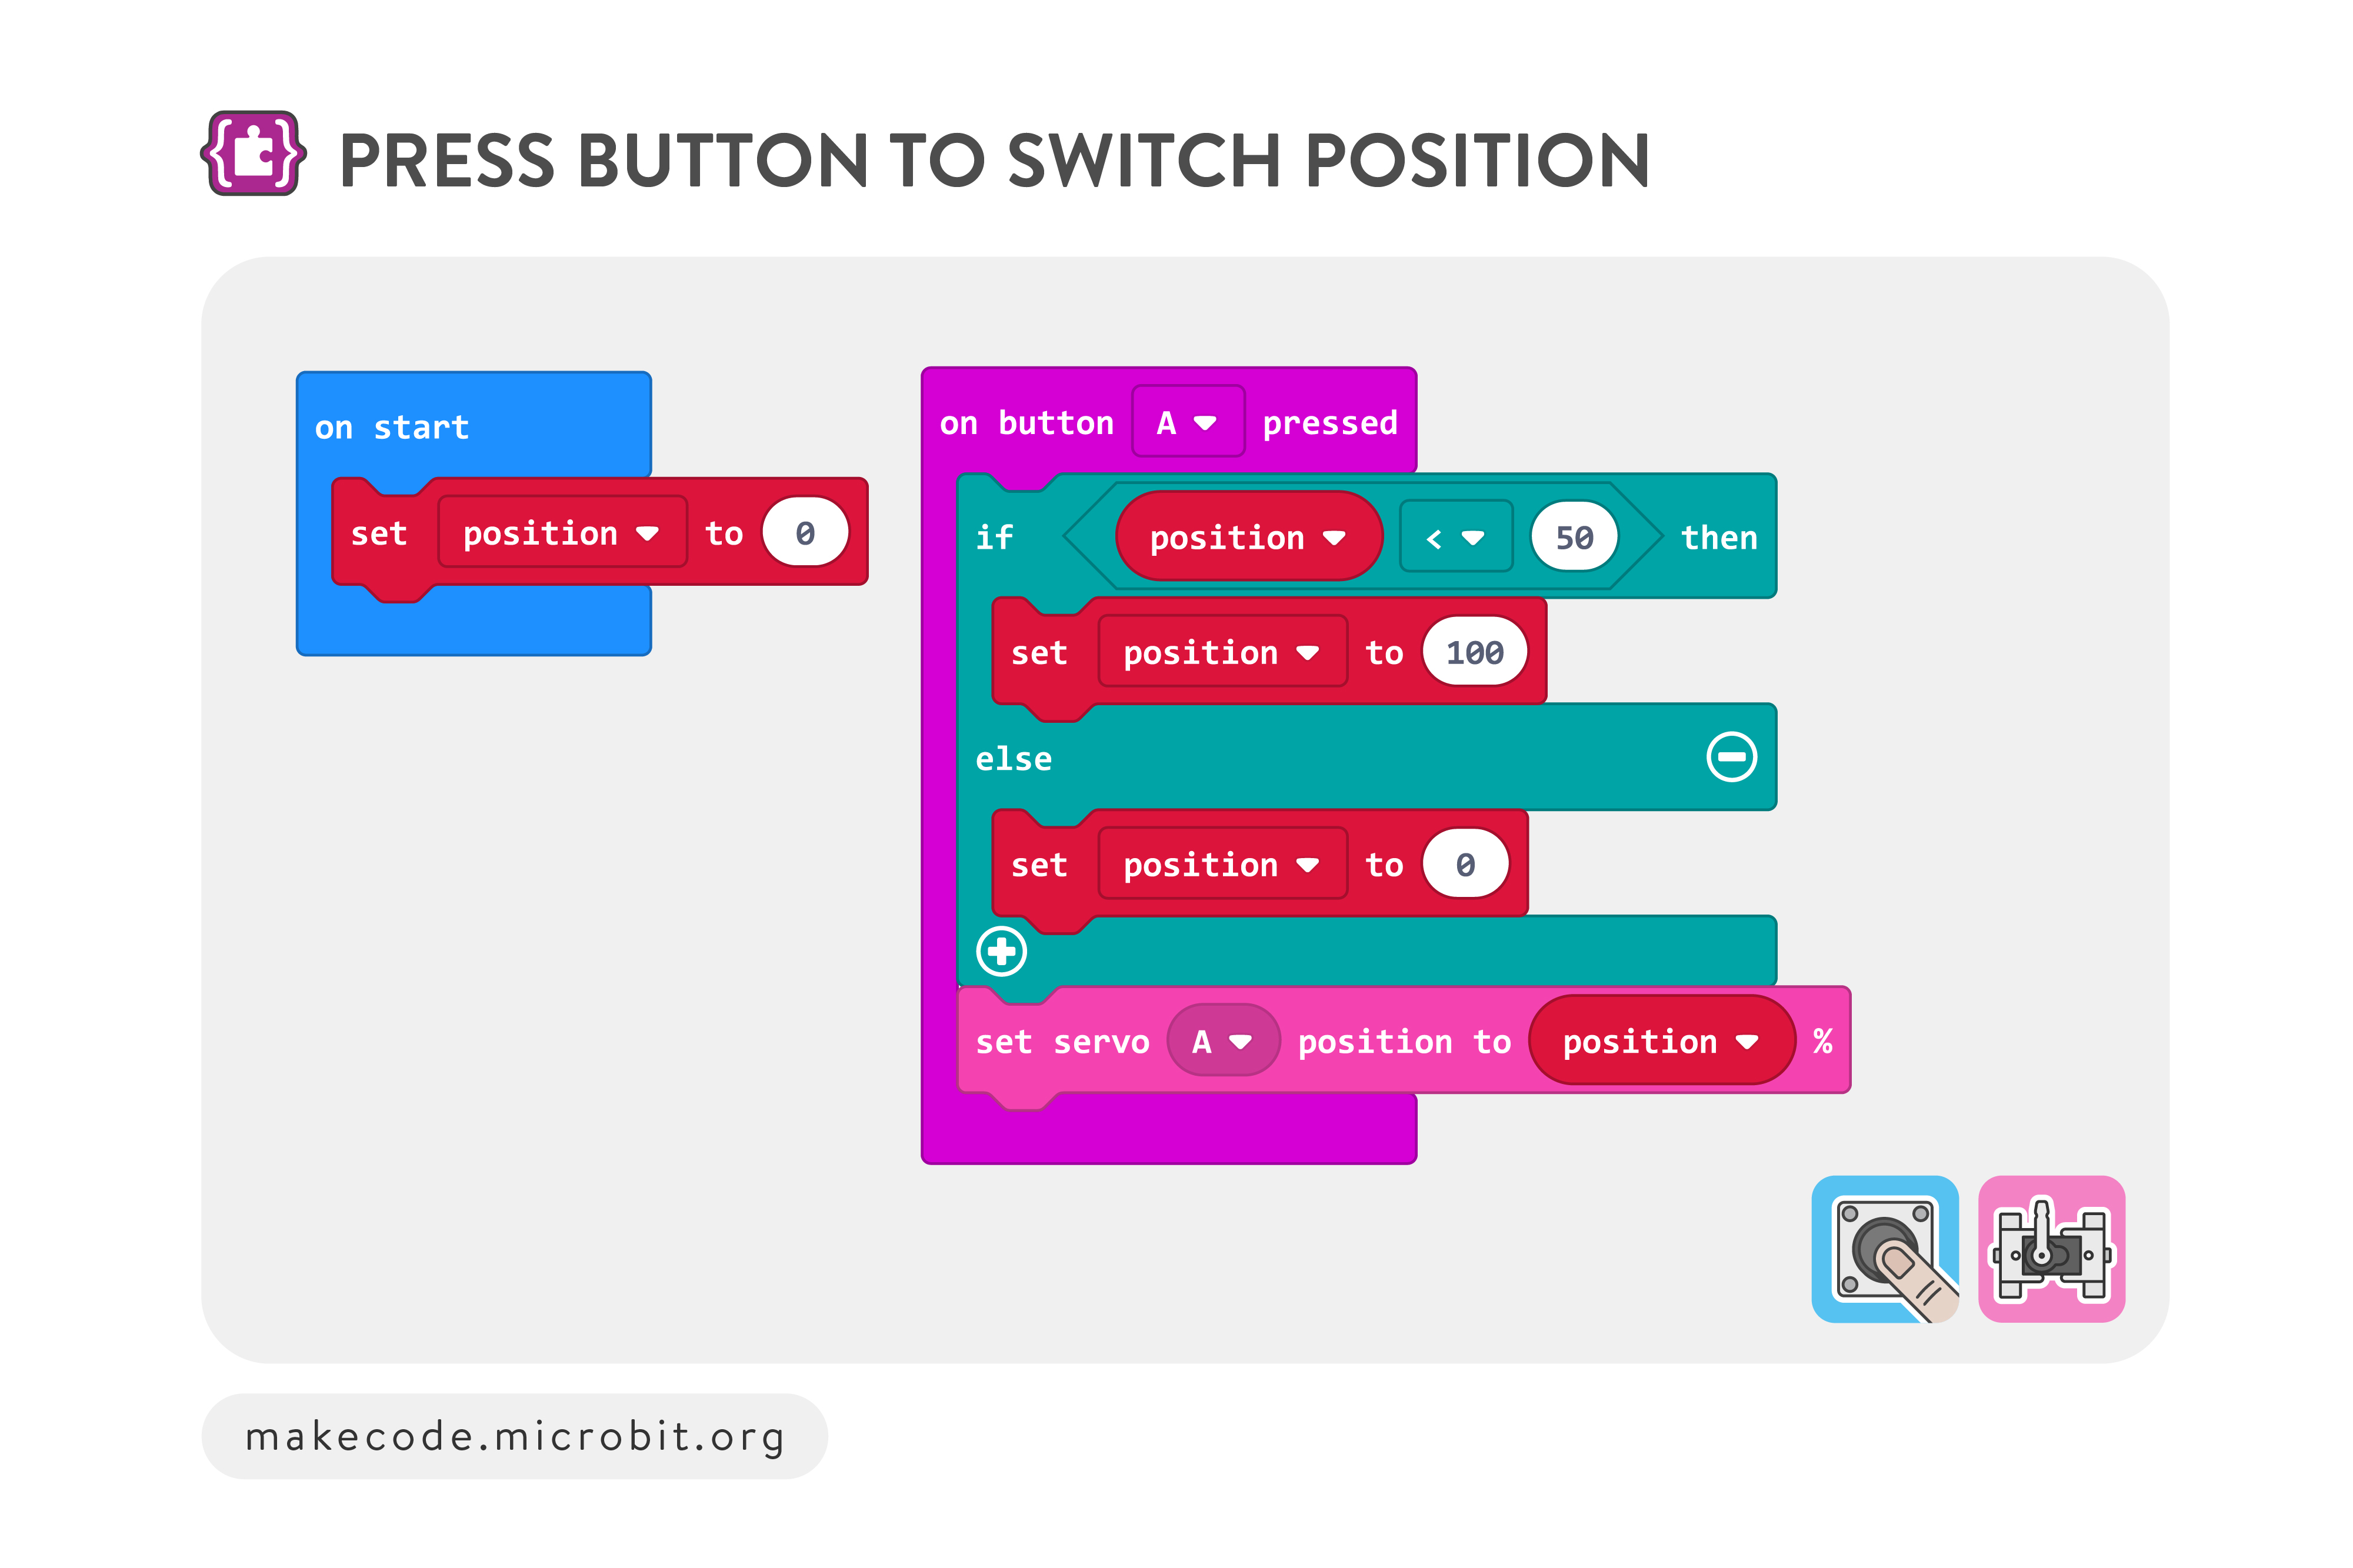 PRESS BUTTON TO SWITCH POSITION
on start
set position to 0
on button A pressed
if position < 50 then
set position to 100
else
set position to 0
set servo A position to position %
makecode.microbit.org